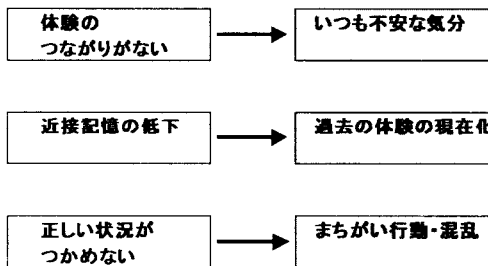 体験の
つながりがない
いつも不安な気分
近接記憶の低下
過去の体験の現在化
正しい状況が
つかめない
まちがい行動・混乱